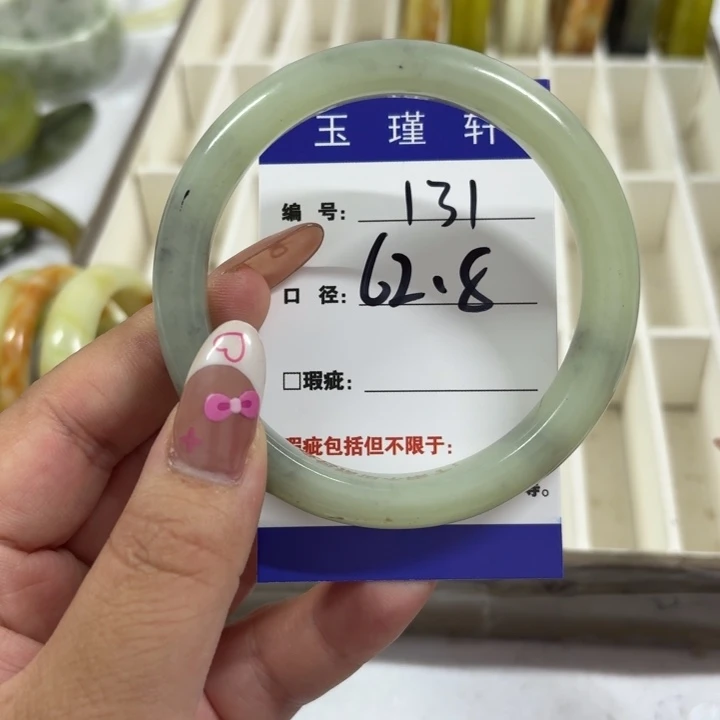 玉瑾轩
编号: 131
口径: 62.8
□瑕疵:
瑕疵包括但不限于:
等。